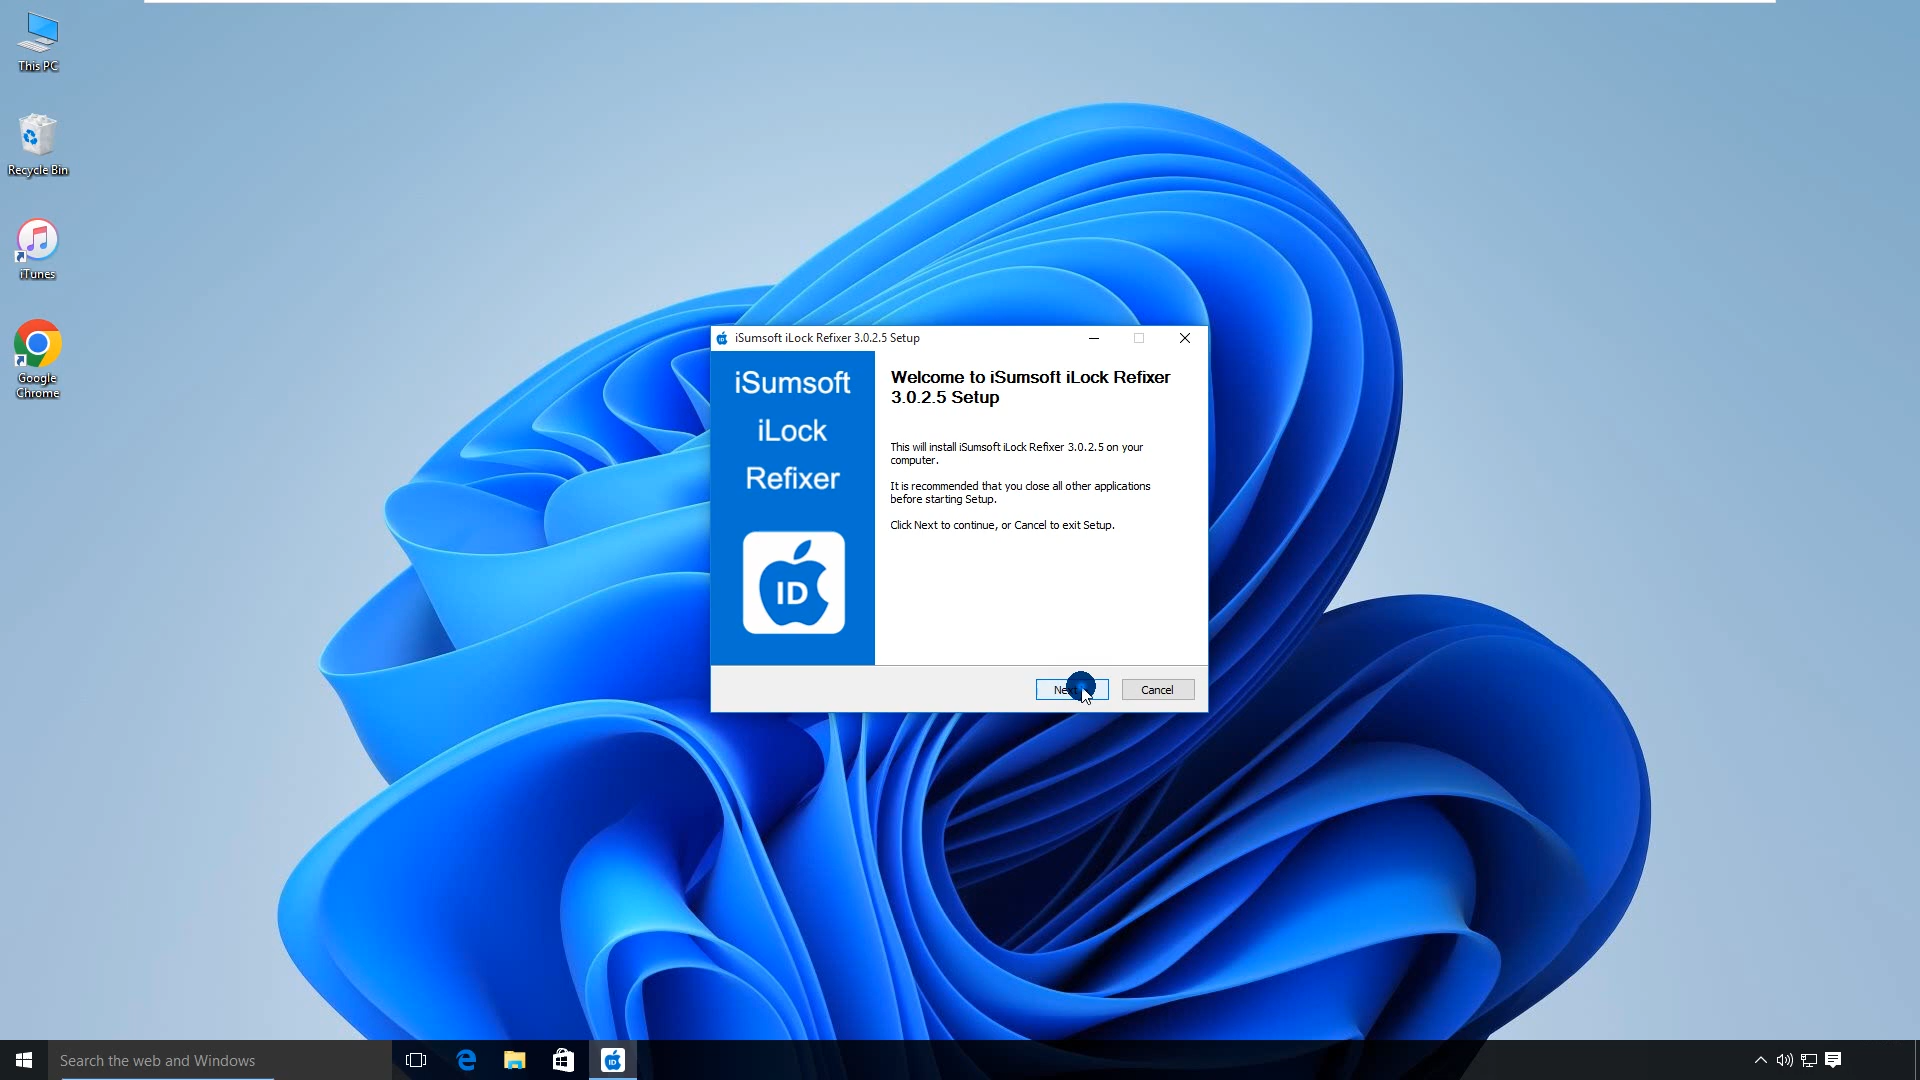 This PC
Recycle Bin
iTunes
Google
Chrome
iSumsoft iLock Refixer 3.0.2.5 Setup
iSumsoft
iLock
Refixer
ID
Welcome to iSumsoft iLock Refixer
3.0.2.5 Setup
This will install iSumsoft iLock Refixer 3.0.2.5 on your
computer.
It is recommended that you close all other applications
before starting Setup.
Click Next to continue, or Cancel to exit Setup.
Cancel
Search the web and Windows
ID